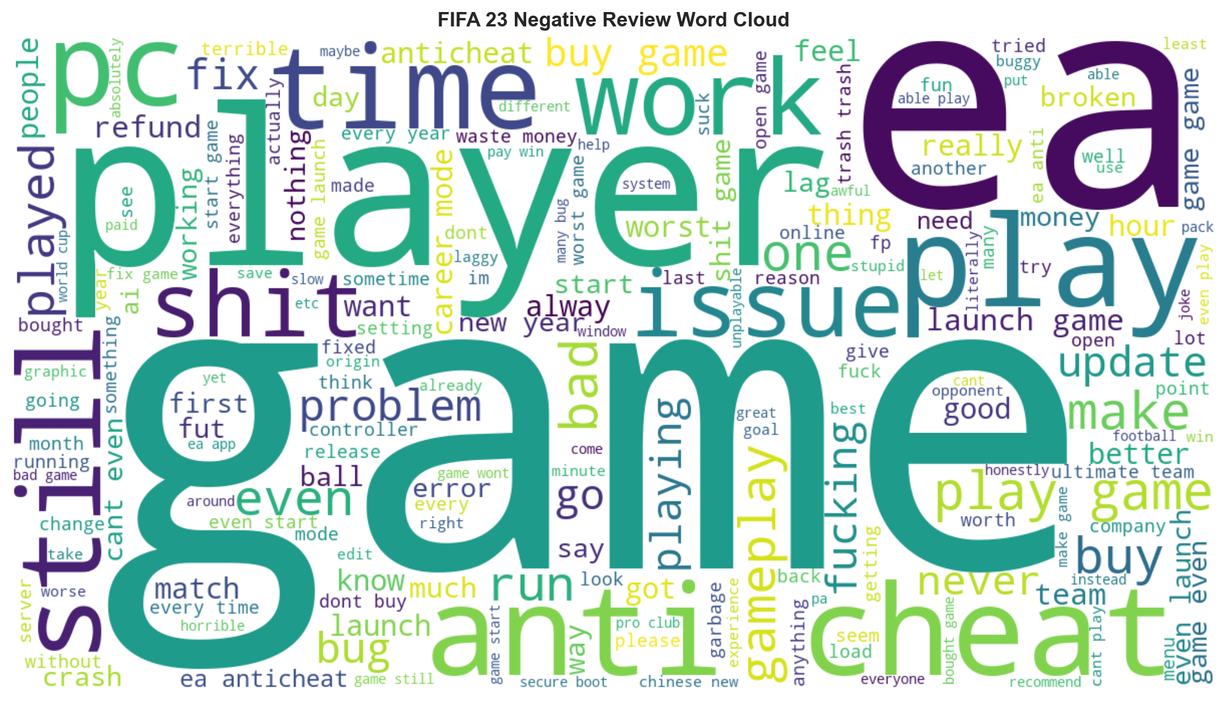 FIFA 23 Negative Review Word Cloud
people
pc
absolutely
terrible
fix
maybe
time
anticheat
buy game
different
work
feel
suck
open game
trash trash
ea
tried
buggy
put
fun
able play
able
least
broken
game game
refund
actually
day
every year
waste money
pay win
help
really
another
well
use
ea anti
played
player
see
paid
working
start game
everything
nothing
game launch
made
career mode
dont
worst game
many bug
system
worst
shit game
lag
awful
thing
online
one
stupid
fp
need
money
hour
pack
many
literally
let
try
play
even play
joke
world cup
year
fix game
ai
save
slow
sometime
laggy
im
etc
shit
want
setting
new year
start
alway
window
last
issue
unplayable
reason
launch game
open
lot
bought
still
something
graphic
going
fixed
origin
think
already
yet
first
fut
ea app
problem
controller
release
bad
game
great
goal
best
give
fuck
cant
opponent
good
update
point
make
football
win
better
month
running
bad game
cant even
ball
game wont
error
every
right
come
minute
go
playing
gameplay
fucking
honestly
ultimate team
play game
worth
company
around
even
even start
mode
change
take
edit
say
make game
buy
even launch
game even
server
worse
match
every time
horrible
know
much
run
look
got
back
pa
getting
never
instead
team
dont buy
launch
bug
anti
cheat
game start
way
pro club
please
garbage
experience
anything
seem
load
without
crash
ea anticheat
game still
secure boot
chinese new
everyone
bought game
recommend
cant play
menu